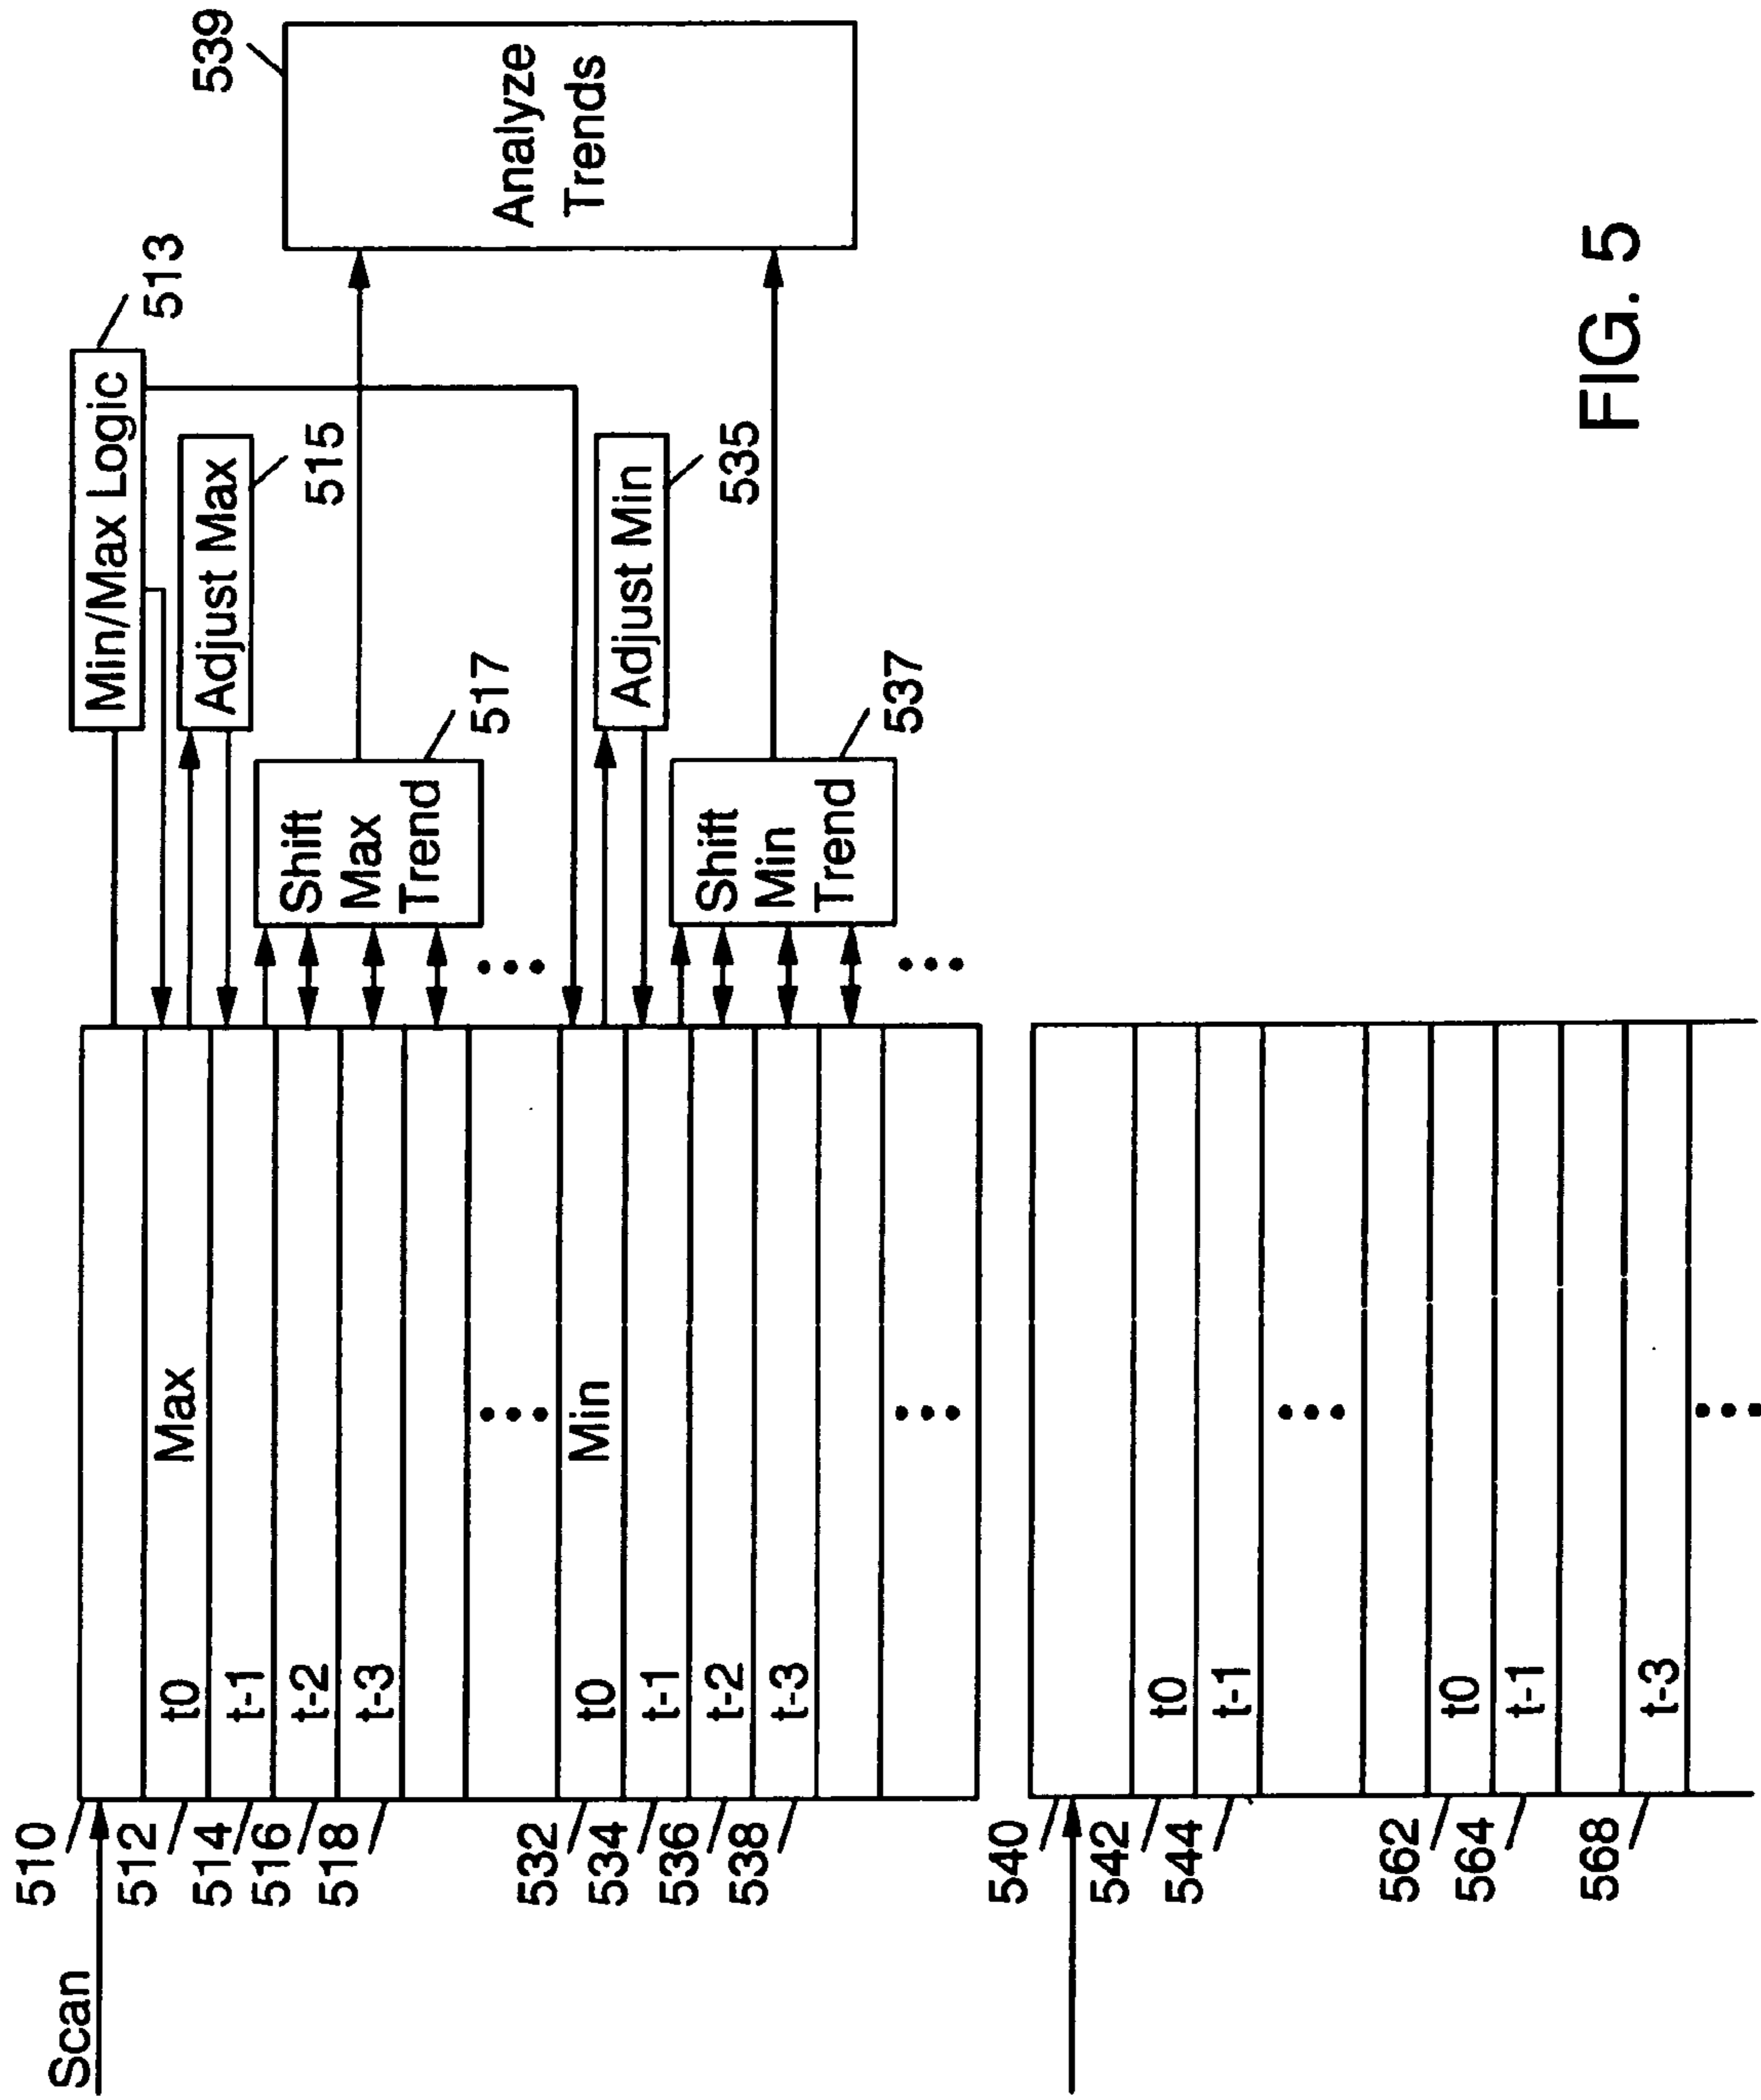 Scan
510
512
514
516
518
532
534
536
538
540
542
544
562
564
568
t0
Max
t-1
t-2
t-3
t0
Min
t-1
t-2
t-3
t0
t-1
t0
t-1
t-3
Min/Max Logic
513
Adjust Max
515
Shift
Max
Trend
517
Adjust Min
535
Shift
Min
Trend
537
Analyze
Trends
539
FIG. 5